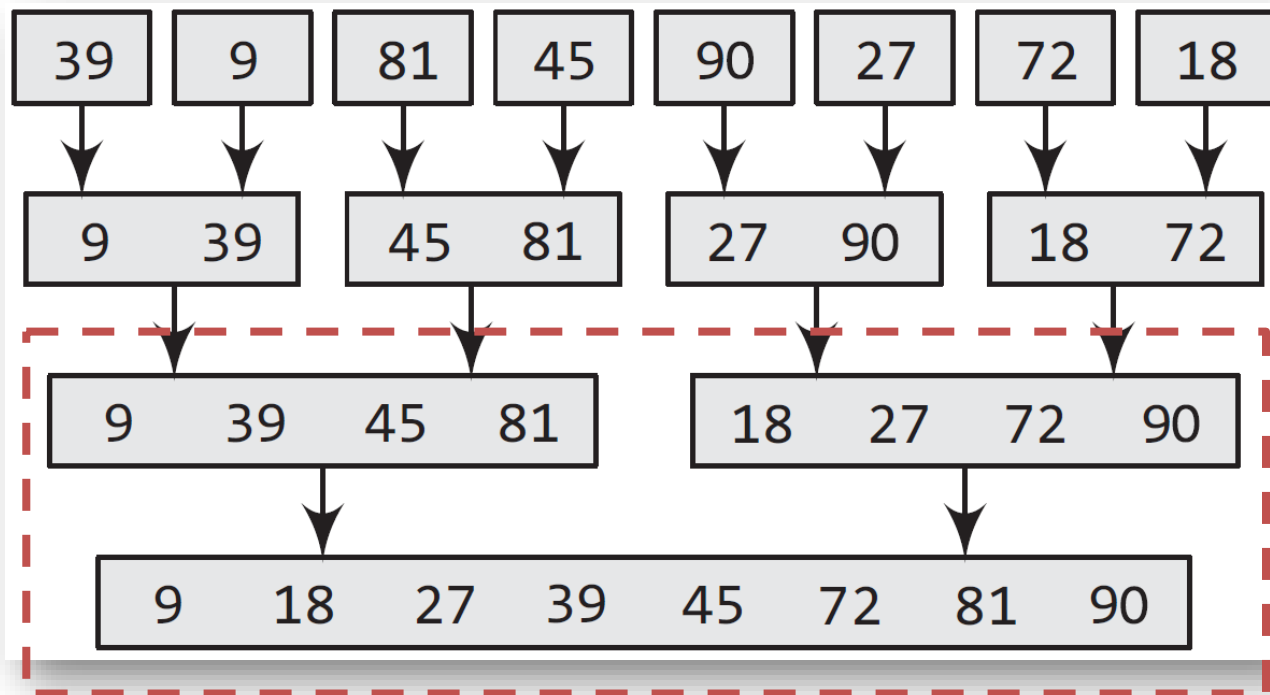 39 9 81 45 90 27 72 18
9 39 45 81 27 90 18 72
9 39 45 81 18 27 72 90
9 18 27 39 45 72 81 90